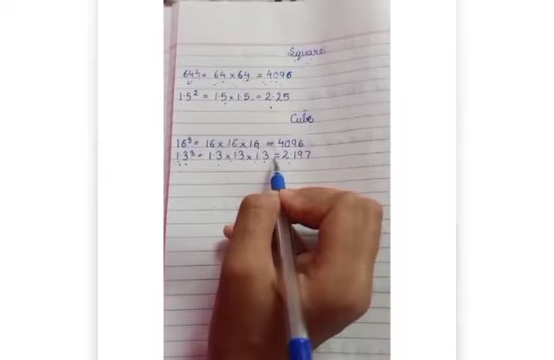 Square
64² = 64 × 64 = 4096
1.5² = 1.5 × 1.5 = 2.25
Cube
16³ = 16 × 16 × 16 = 4096
1.3³ = 1.3 × 1.3 × 1.3 = 2.197